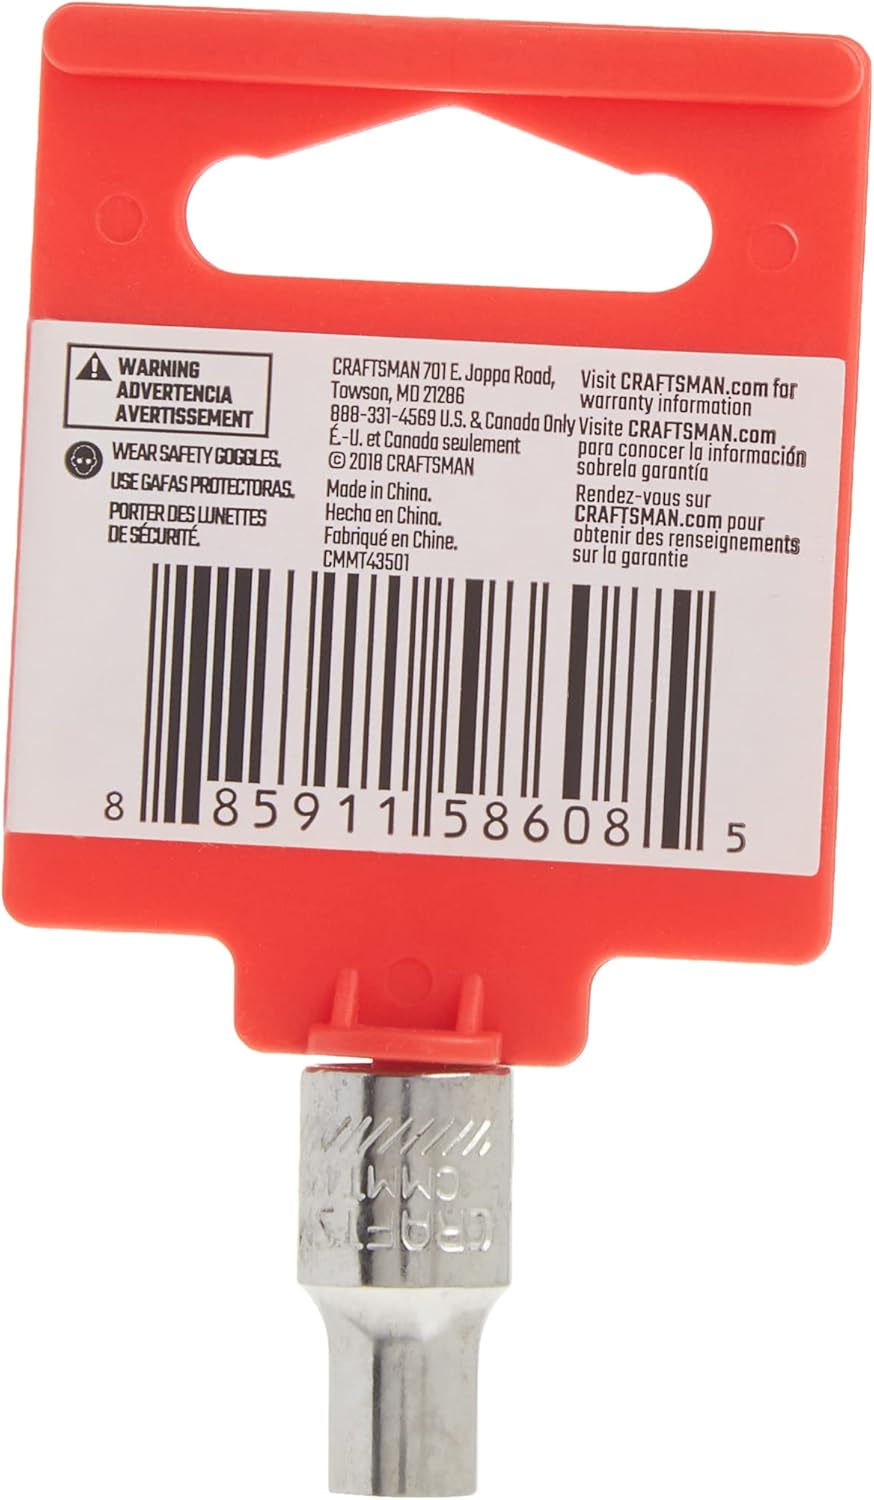 WARNING
ADVERTENCIA
AVERTISSEMENT
WEAR SAFETY GOGGLES.
USE GAFAS PROTECTORAS.
PORTER DES LUNETTES
DE SÉCURITÉ.
CRAFTSMAN 701 E. Joppa Road,
Towson, MD 21286
888-331-4569 U.S. & Canada Only
É.-U. et Canada seulement
© 2018 CRAFTSMAN
Made in China.
Hecha en China.
Fabriqué en Chine.
CMMT43501
Visit CRAFTSMAN.com for
warranty information
Visite CRAFTSMAN.com
para conocer la información
sobrela garantía
Rendez-vous sur
CRAFTSMAN.com pour
obtenir des renseignements
sur la garantie
8 85911 58608 5